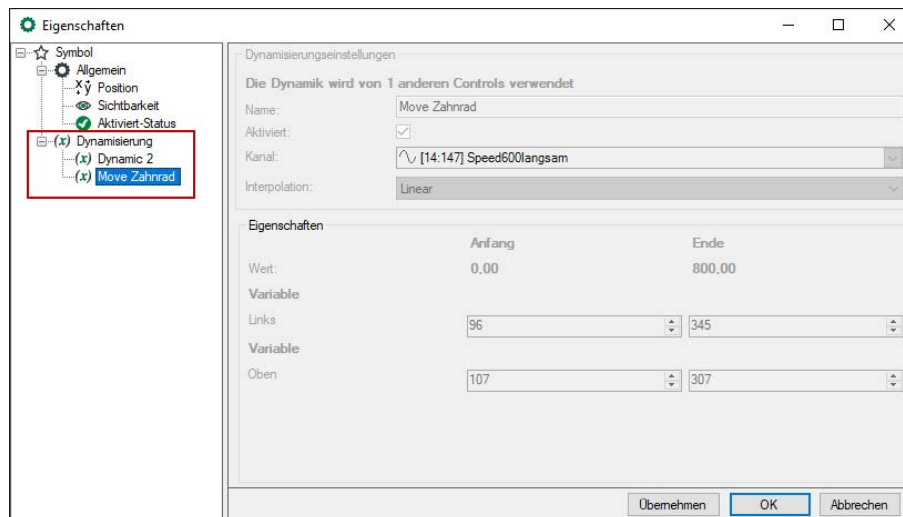 Eigenschaften
Symbol
Allgemein
Position
Sichtbarkeit
Aktiviert-Status
(x) Dynamisierung
(x) Dynamic 2
(x) Move Zahnrad
Dynamisierungseinstellungen
Die Dynamik wird von 1 anderen Controls verwendet
Name: Move Zahnrad
Aktiviert:
Kanal: [14:147] Speed600langsam
Interpolation: Linear
Eigenschaften
Anfang Ende
Wert: 0,00 800,00
Variable
Links 96 345
Variable
Oben 107 307
Übernehmen OK Abbrechen